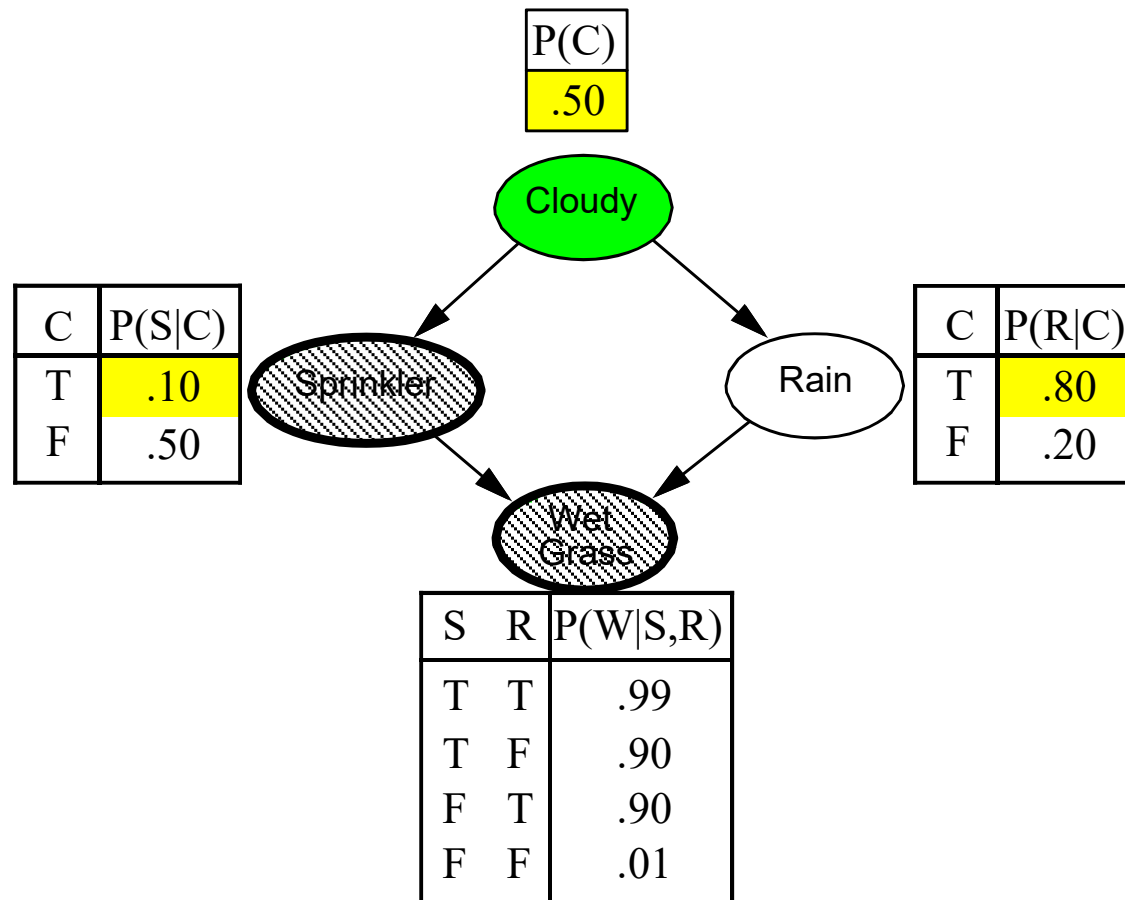 P(C)
.50
Cloudy
C P(S|C)
T .10
F .50
Sprinkler
Rain
C P(R|C)
T .80
F .20
Wet
Grass
S R P(W|S,R)
T T .99
T F .90
F T .90
F F .01